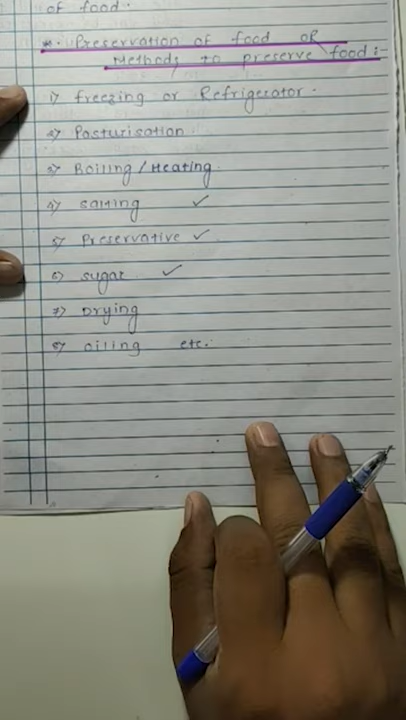 of food.
*. Preservation of food or
Methods to preserve food :-
1) freezing or Refrigerator.
2) Pasturisation
3) Boiling / Heating.
4) salting ✓
5) Preservative ✓
6) sugar ✓
7) Drying
8) oiling etc.